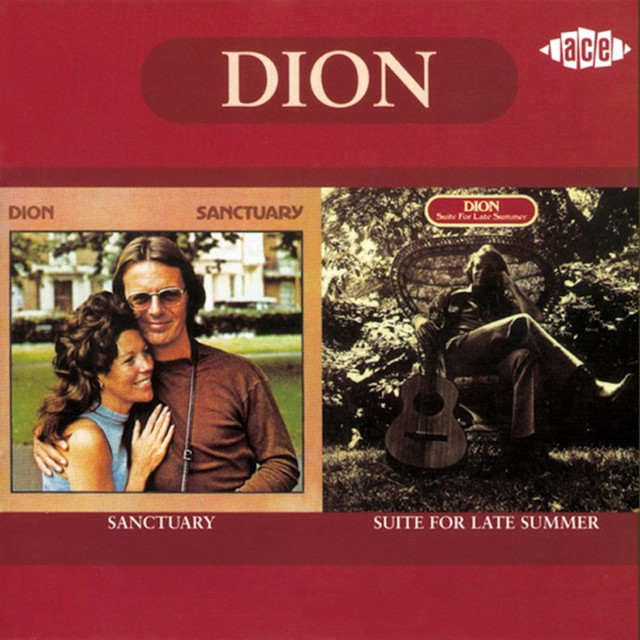 DION
ace
DION SANCTUARY
DION
Suite For Late Summer
SANCTUARY
SUITE FOR LATE SUMMER